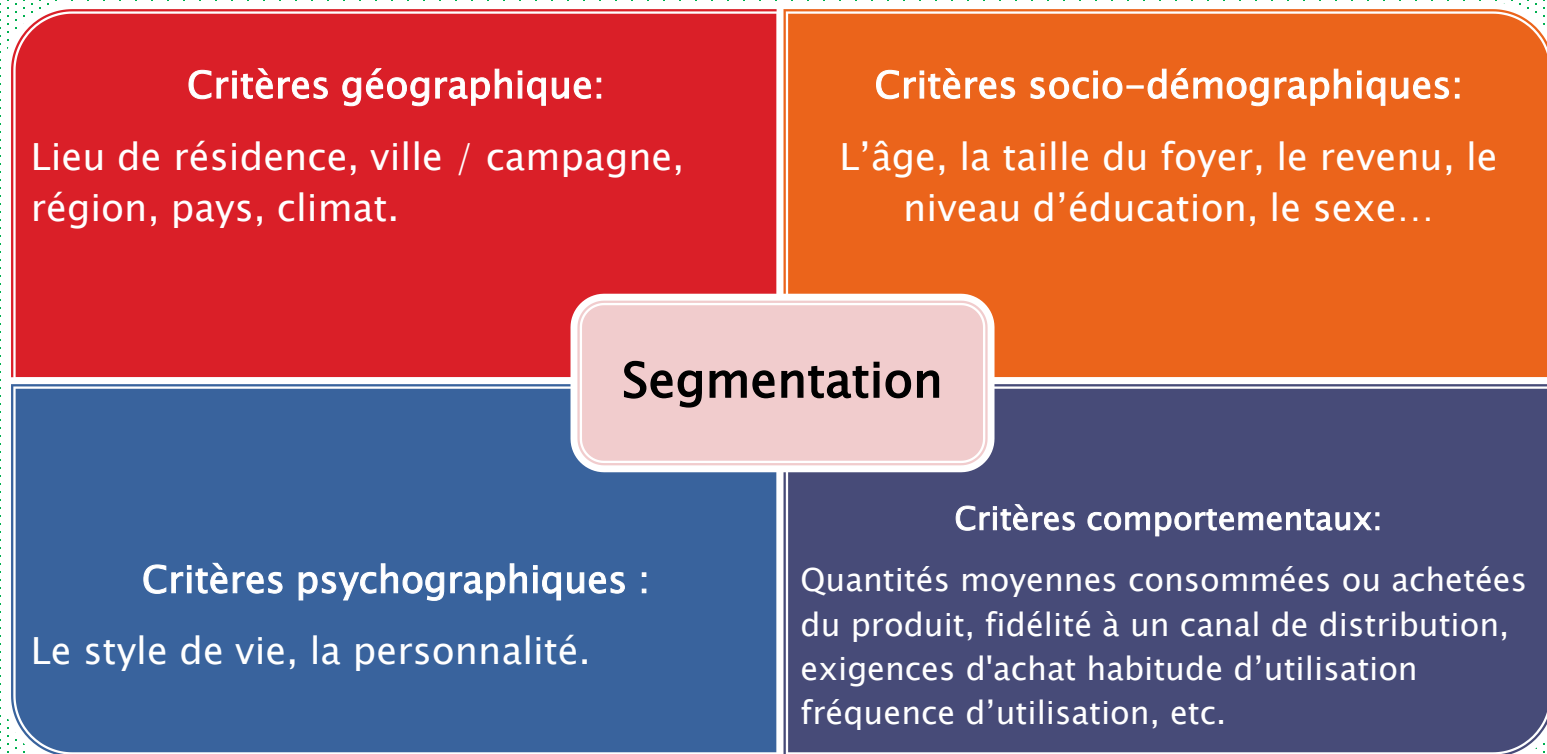 Critères géographique:
Lieu de résidence, ville / campagne,
région, pays, climat.
Critères socio-démographiques:
L’âge, la taille du foyer, le revenu, le
niveau d’éducation, le sexe…
Segmentation
Critères psychographiques :
Le style de vie, la personnalité.
Critères comportementaux:
Quantités moyennes consommées ou achetées
du produit, fidélité à un canal de distribution,
exigences d'achat habitude d’utilisation
fréquence d’utilisation, etc.